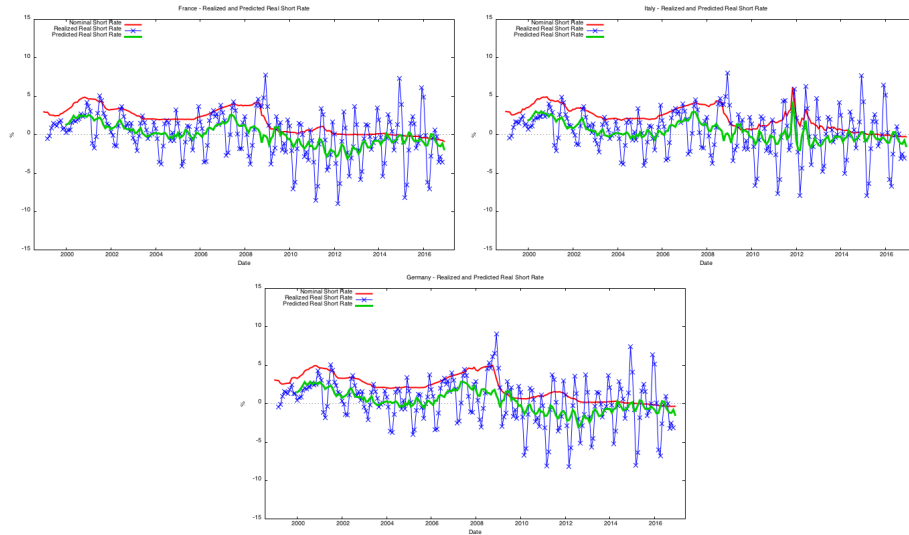 France - Realized and Predicted Real Short Rate
Nominal Short Rate
Realized Real Short Rate
Predicted Real Short Rate
15
10
5
0
-5
-10
-15
%
2000 2002 2004 2006 2008 2010 2012 2014 2016
Date
Italy - Realized and Predicted Real Short Rate
Nominal Short Rate
Realized Real Short Rate
Predicted Real Short Rate
15
10
5
0
-5
-10
-15
%
2000 2002 2004 2006 2008 2010 2012 2014 2016
Date
Germany - Realized and Predicted Real Short Rate
Nominal Short Rate
Realized Real Short Rate
Predicted Real Short Rate
15
10
5
0
-5
-10
-15
%
2000 2002 2004 2006 2008 2010 2012 2014 2016
Date